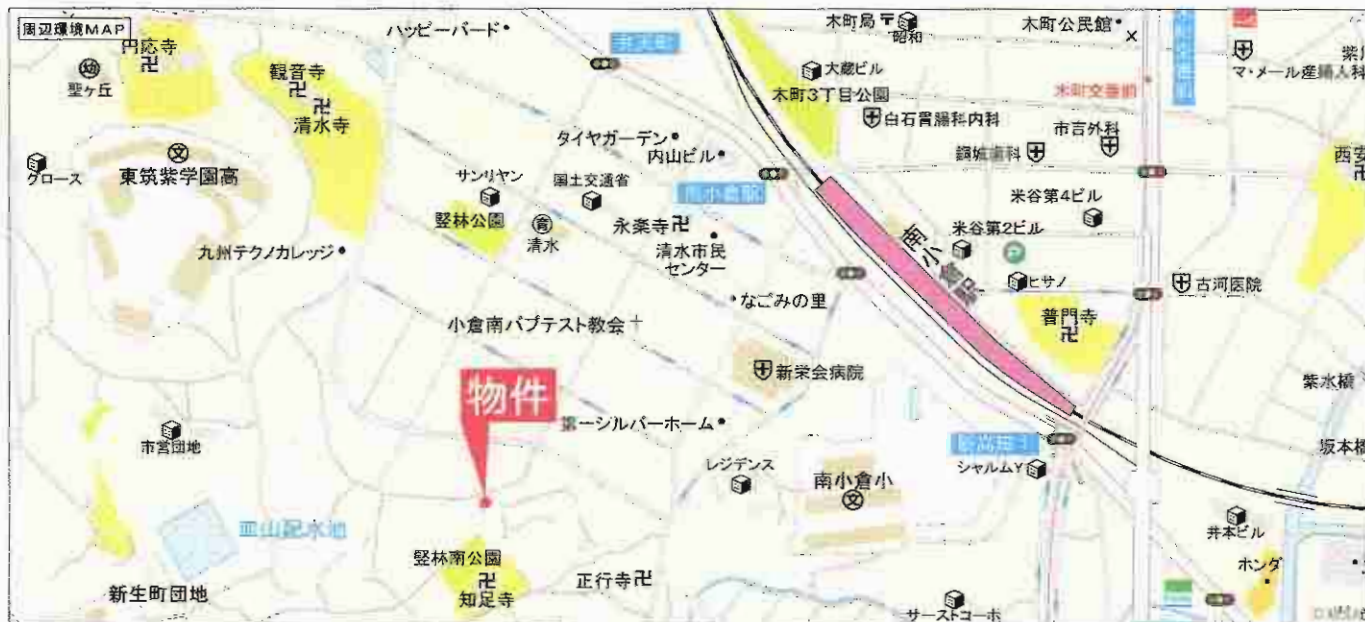 周辺環境MAP
円応寺
幼
聖ヶ丘
観音寺
清水寺
ハッピーバード
弁天町
木町局
昭和
木町公民館
マ・メール産婦人科
大蔵ビル
木町3丁目公園
木町交番前
白石胃腸科内科
市吉外科
鋼城歯科
グロース
文
東筑紫学園高
タイヤガーデン
内山ビル
南小倉駅
サンリヤン
国土交通省
竪林公園
育
清水
永楽寺
清水市民
センター
米谷第4ビル
米谷第2ビル
南小倉駅
ヒサノ
古河医院
普門寺
九州テクノカレッジ
なごみの里
小倉南バプテスト教会
新栄会病院
紫水橋
物件
第一シルバーホーム
市営団地
レジデンス
南小倉小
文
シャルムY
坂本橋
皿山配水池
竪林南公園
知足寺
正行寺
新生町団地
井本ビル
ホンダ
サーストコーポ